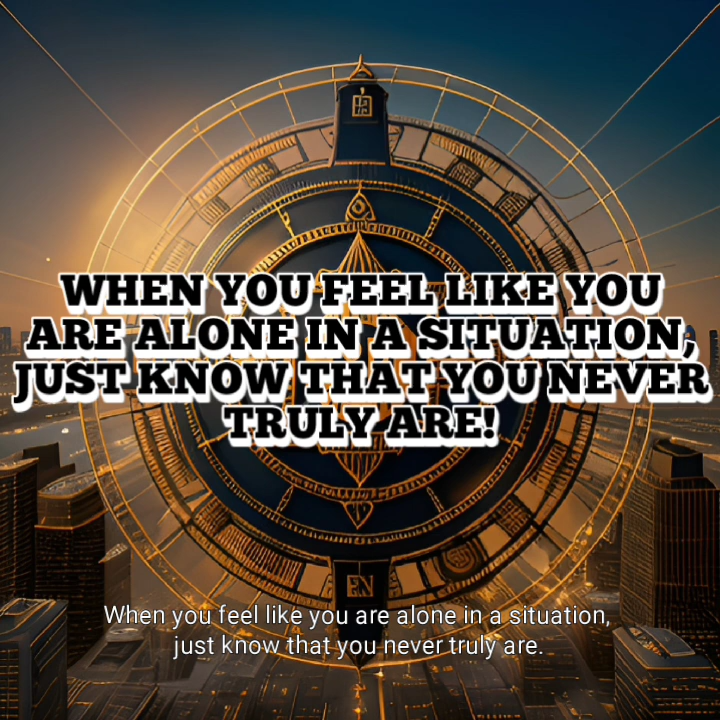 WHEN YOU FEEL LIKE YOU
ARE ALONE IN A SITUATION,
JUST KNOW THAT YOU NEVER
TRULY ARE!
When you feel like you are alone in a situation,
just know that you never truly are.